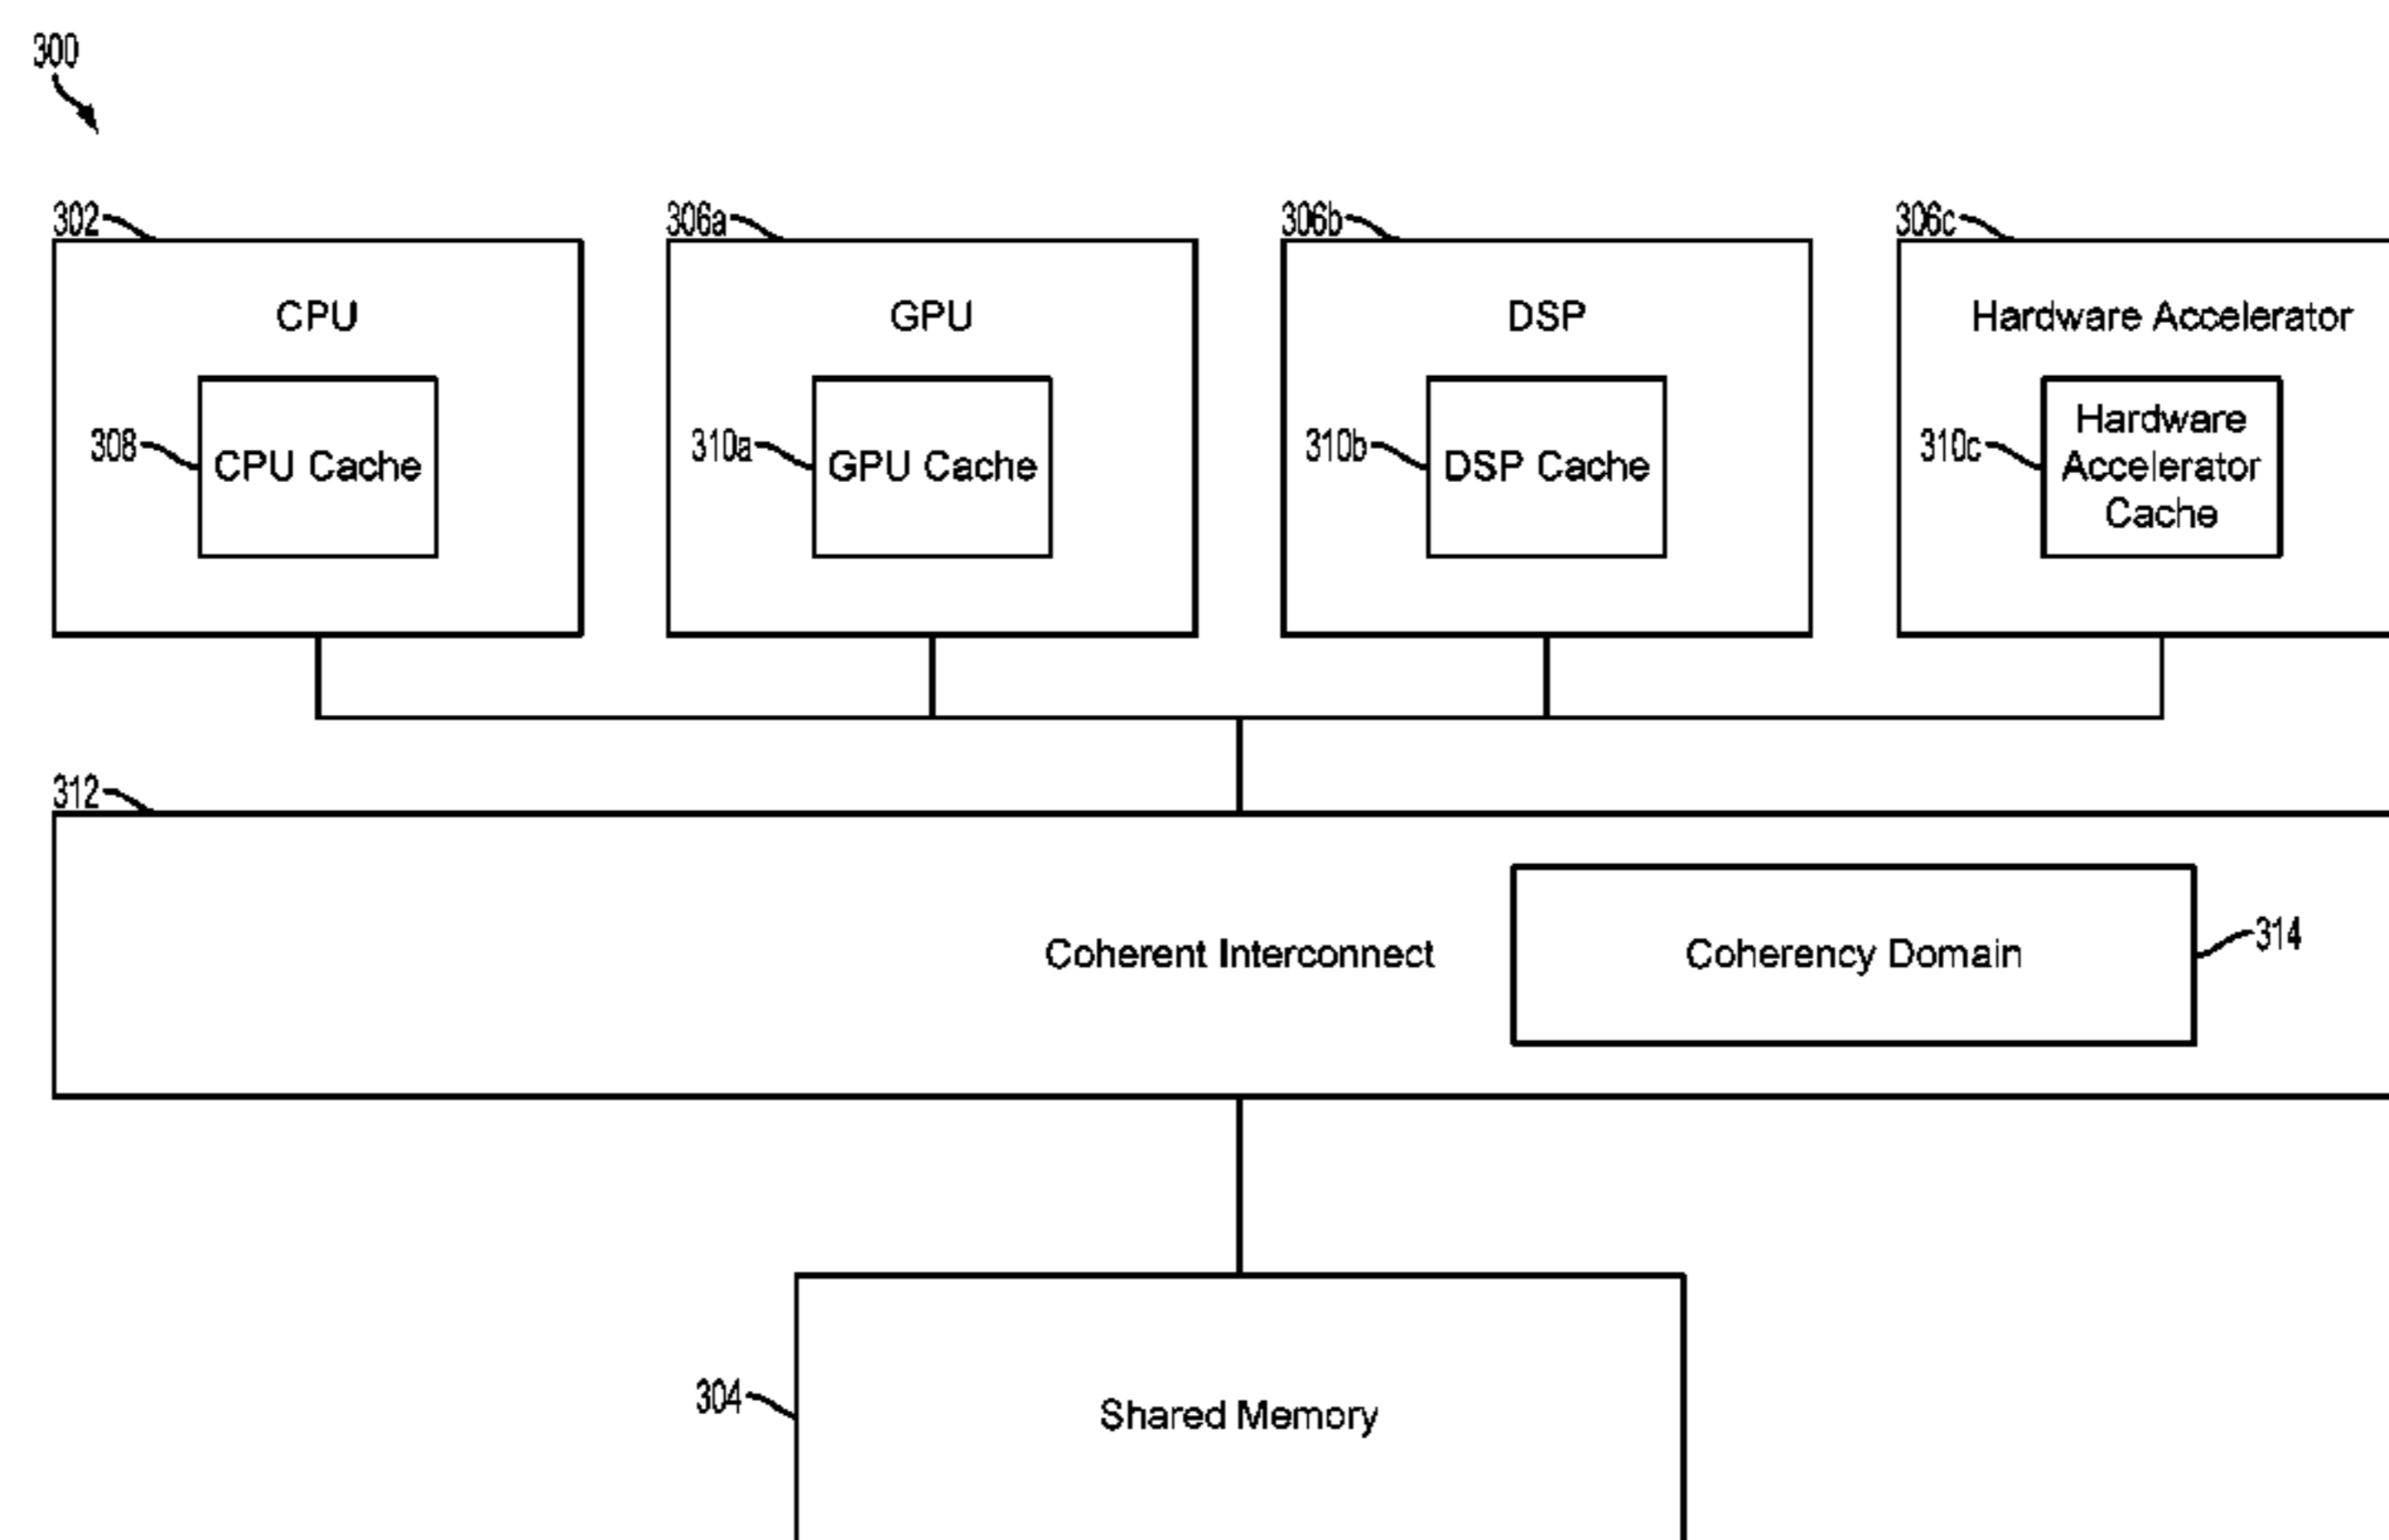 300
302
306a
306b
306c
CPU
GPU
DSP
Hardware Accelerator
308
CPU Cache
310a
GPU Cache
310b
DSP Cache
310c
Hardware
Accelerator
Cache
312
Coherent Interconnect
Coherency Domain
314
304
Shared Memory